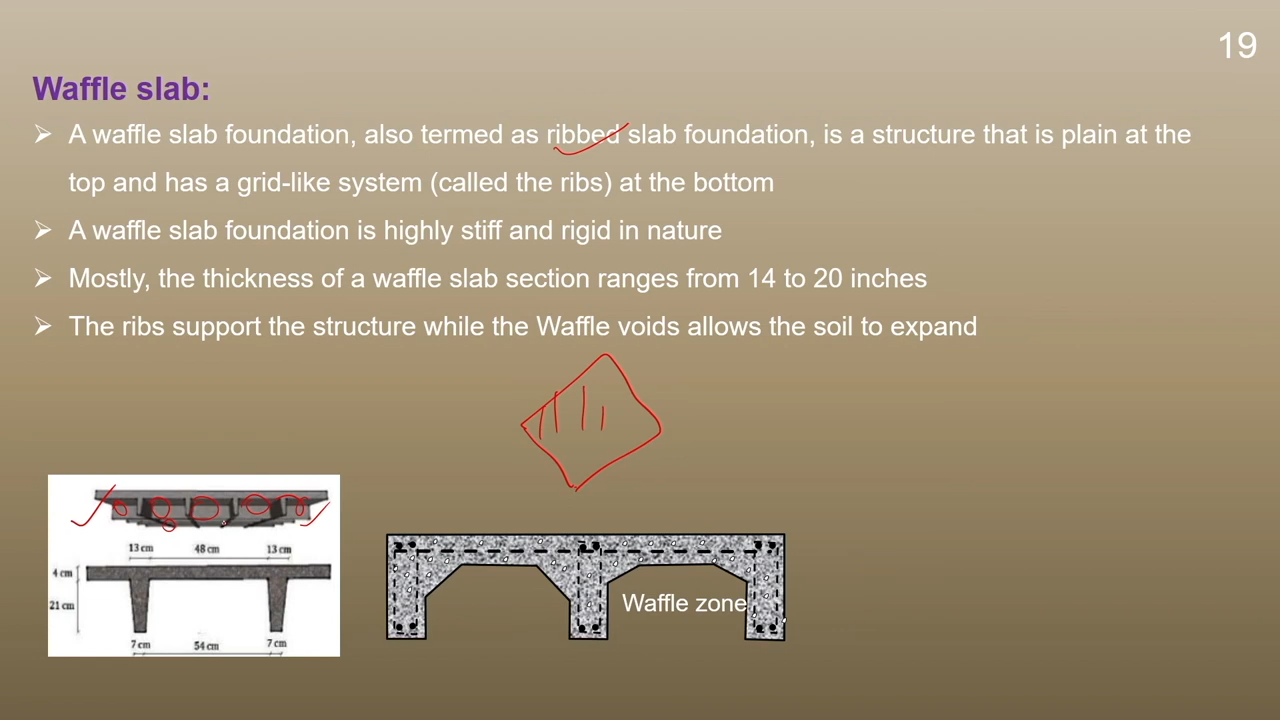 19
Waffle slab:
➢ A waffle slab foundation, also termed as ribbed slab foundation, is a structure that is plain at the
top and has a grid-like system (called the ribs) at the bottom
➢ A waffle slab foundation is highly stiff and rigid in nature
➢ Mostly, the thickness of a waffle slab section ranges from 14 to 20 inches
➢ The ribs support the structure while the Waffle voids allows the soil to expand
13 cm 48 cm 13 cm
4 cm
21 cm
7 cm 54 cm 7 cm
Waffle zone